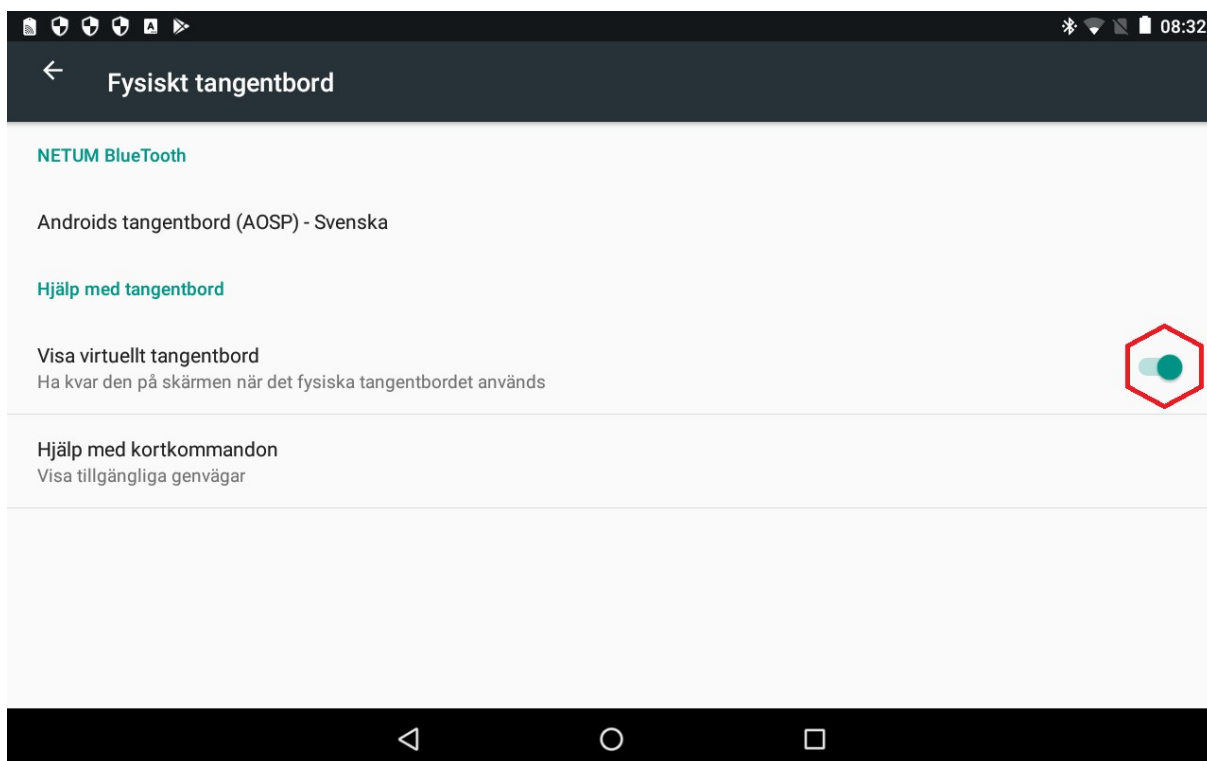 08:32
Fysiskt tangentbord
NETUM BlueTooth
Androids tangentbord (AOSP) - Svenska
Hjälp med tangentbord
Visa virtuellt tangentbord
Ha kvar den på skärmen när det fysiska tangentbordet används
Hjälp med kortkommandon
Visa tillgängliga genvägar